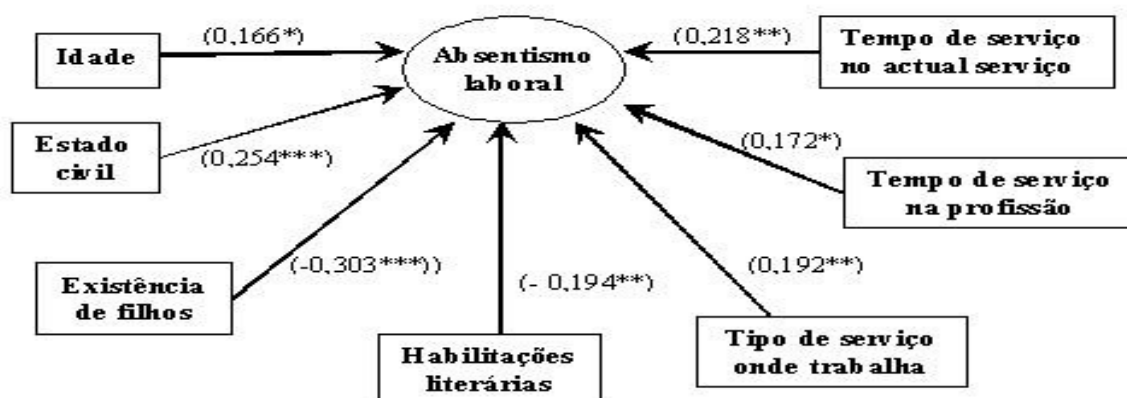 Idade
(0,166*)
Absentismo
laboral
(0,218**)
Tempo de serviço
no actual serviço
Estado
civil
(0,254***)
(0,172*)
Tempo de serviço
na profissão
Existência
de filhos
(-0,303***))
(- 0,194**)
(0,192**)
Habilitações
literárias
Tipo de serviço
onde trabalha